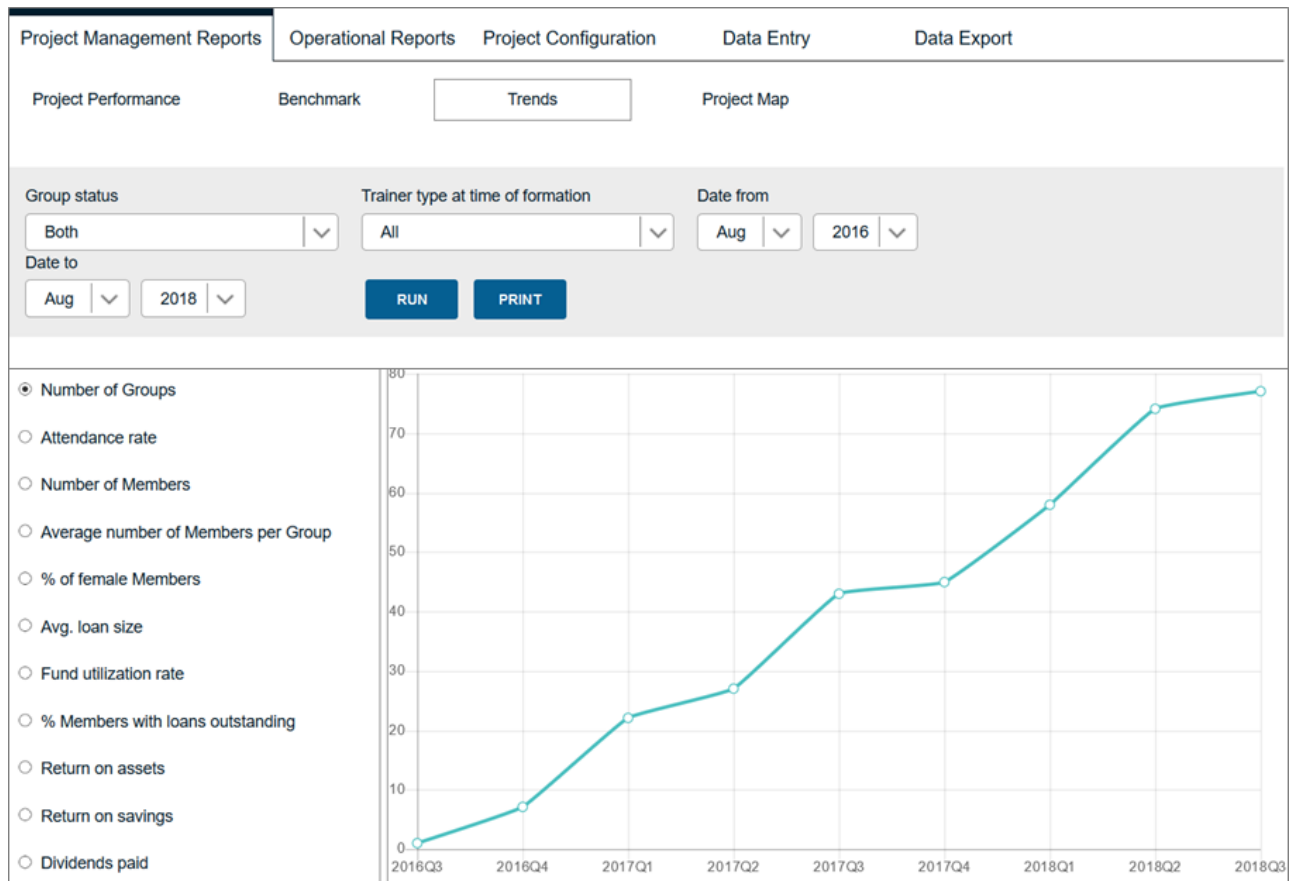 Project Management Reports Operational Reports Project Configuration Data Entry Data Export
Project Performance Benchmark Trends Project Map
Group status Trainer type at time of formation Date from
Both All Aug 2016
Date to
Aug 2018 RUN PRINT
Number of Groups
Attendance rate
Number of Members
Average number of Members per Group
% of female Members
Avg. loan size
Fund utilization rate
% Members with loans outstanding
Return on assets
Return on savings
Dividends paid
80
70
60
50
40
30
20
10
0
2016Q3 2016Q4 2017Q1 2017Q2 2017Q3 2017Q4 2018Q1 2018Q2 2018Q3